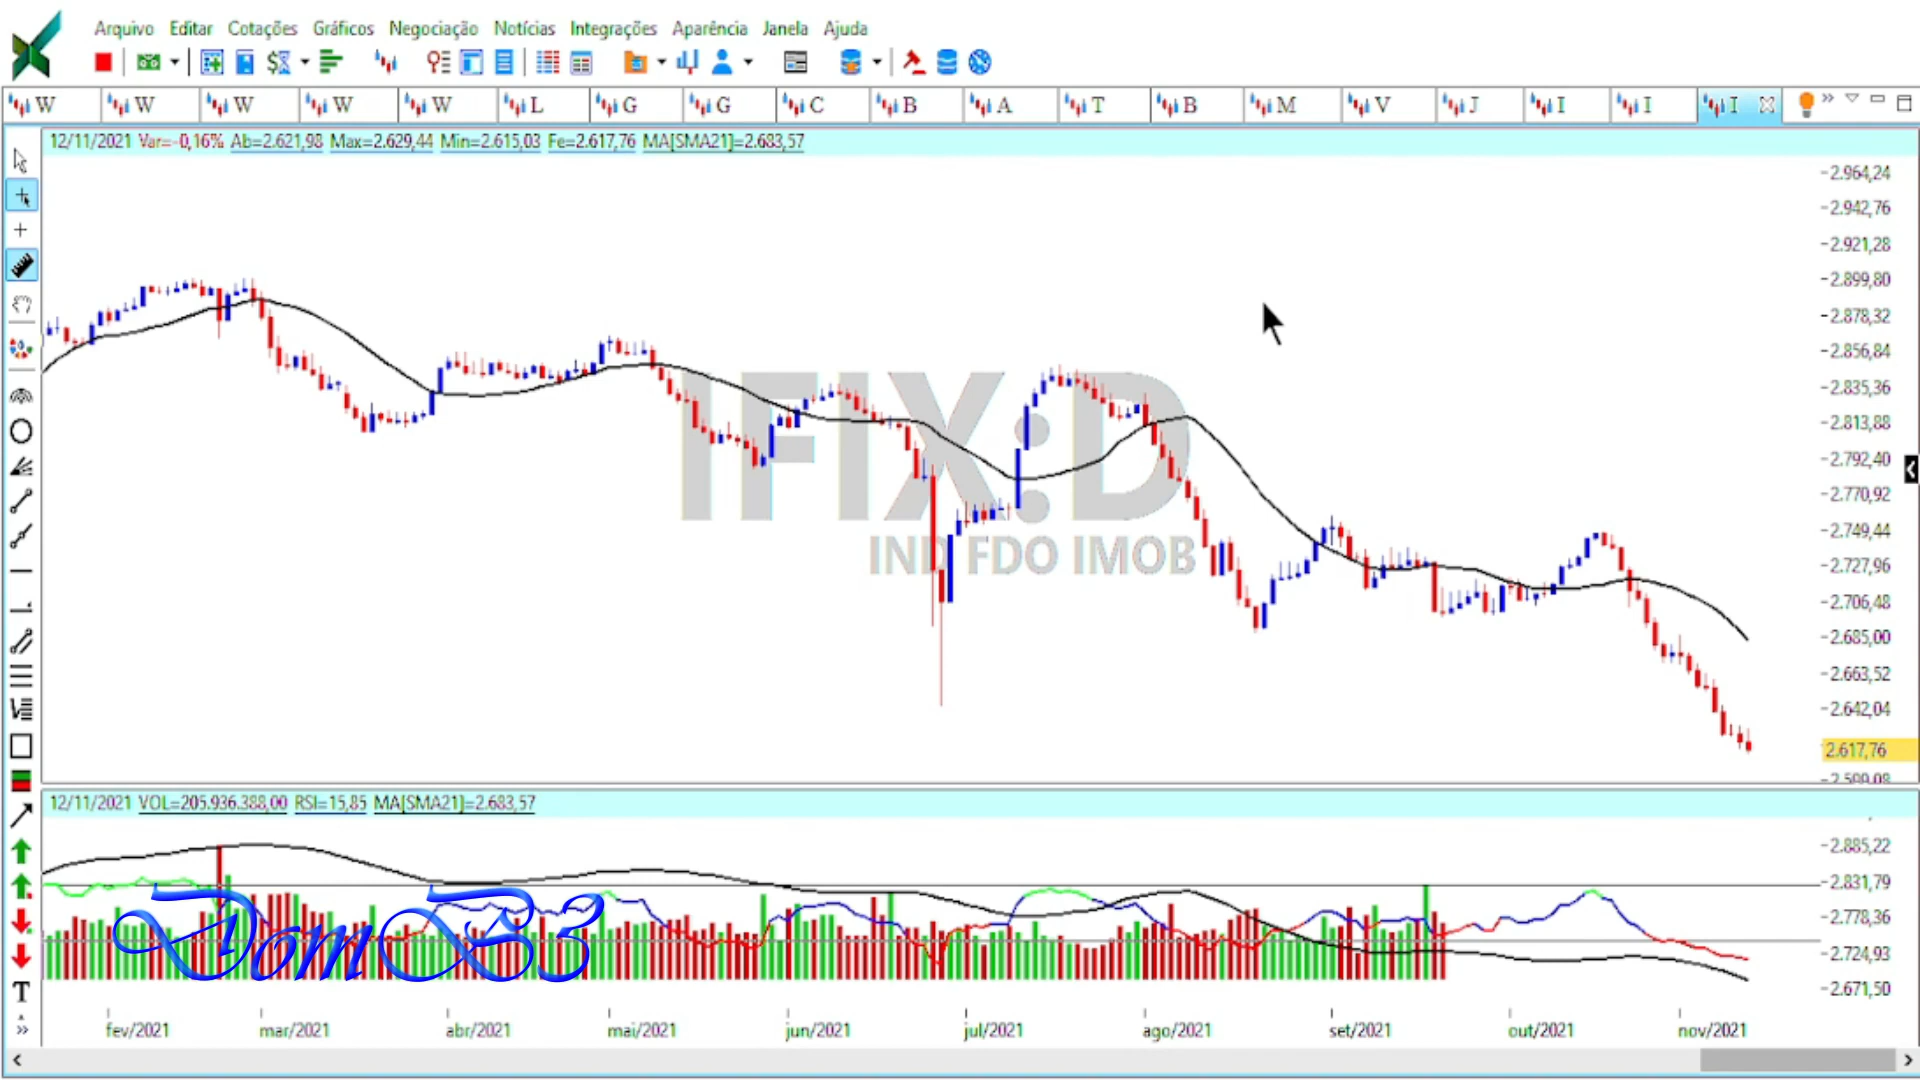 Arquivo Editar Cotações Gráficos Negociação Notícias Integrações Aparência Janela Ajuda
W W W W W L G G C B A T B M V J I I I
12/11/2021 Var=-0,16% Ab=2.621,98 Max=2.629,44 Min=2.615,03 Fe=2.617,76 MA[SMA21]=2.683,57
2.964,24
2.942,76
2.921,28
2.899,80
2.878,32
2.856,84
2.835,36
2.813,88
2.792,40
2.770,92
2.749,44
2.727,96
2.706,48
2.685,00
2.663,52
2.642,04
2.617,76
IFIX:D
IND FDO IMOB
12/11/2021 VOL=205.936.388,00 RSI=15,85 MA[SMA21]=2.683,57
2.885,22
2.831,79
2.778,36
2.724,93
2.671,50
DomB3
T
fev/2021 mar/2021 abr/2021 mai/2021 jun/2021 jul/2021 ago/2021 set/2021 out/2021 nov/2021